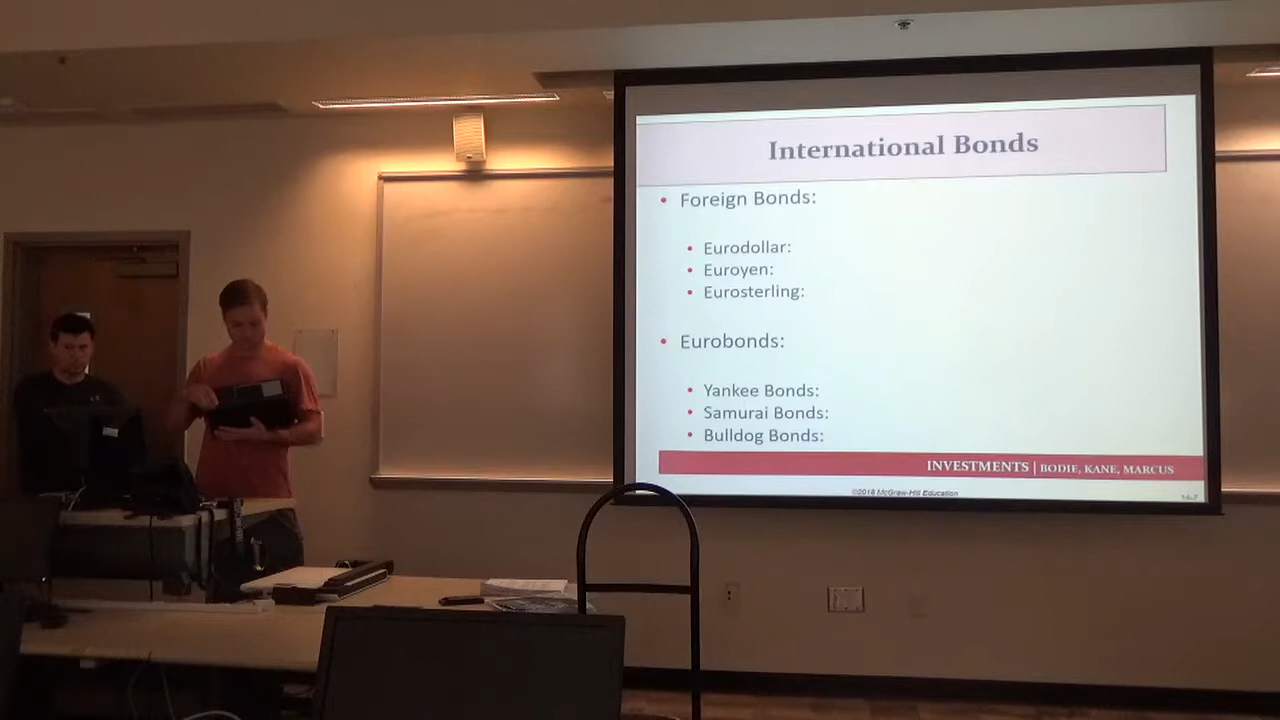 International Bonds
• Foreign Bonds:
• Eurodollar:
• Euroyen:
• Eurosterling:
• Eurobonds:
• Yankee Bonds:
• Samurai Bonds:
• Bulldog Bonds:
INVESTMENTS | BODIE, KANE, MARCUS
©2018 McGraw-Hill Education